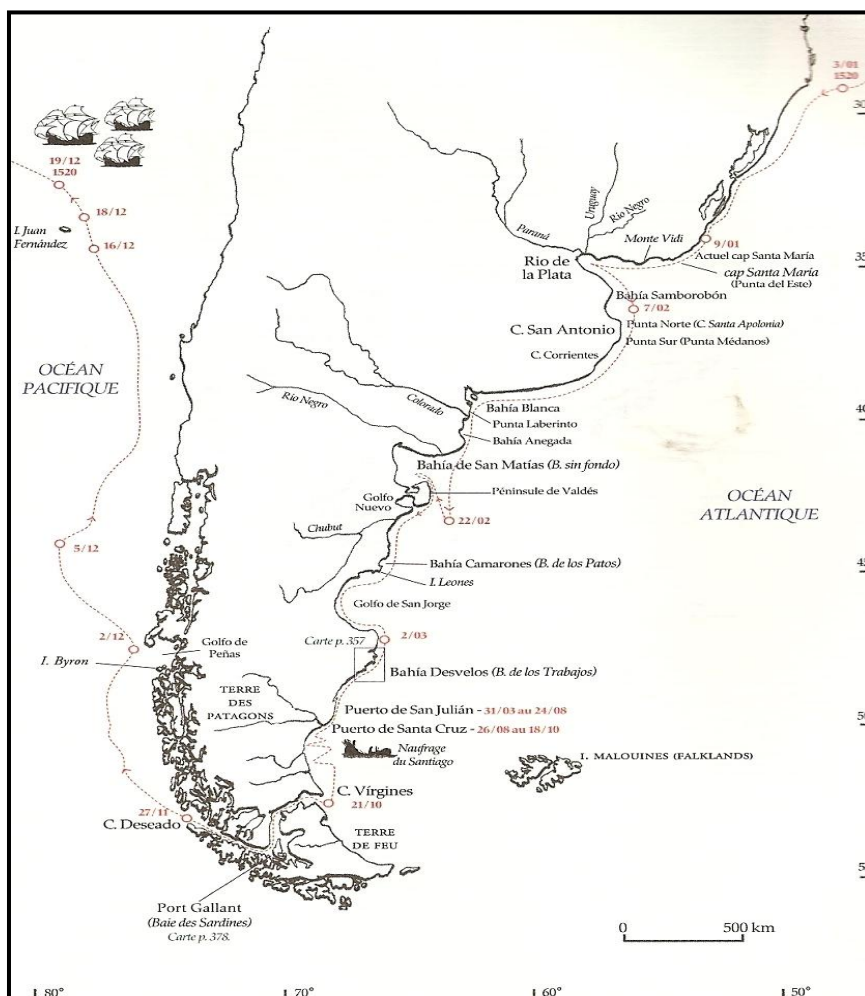 3/01
1520
30
19/12
1520
18/12
I. Juan
Fernández
16/12
Paraná
Uruguay
Rio Negro
Monte Vidi
9/01
Actuel cap Santa María
cap Santa María
(Punta del Este)
Rio de
la Plata
35
Bahía Samborobón
7/02
C. San Antonio
Punta Norte (C. Santa Apolonia)
Punta Sur (Punta Médanos)
C. Corrientes
OCÉAN
PACIFIQUE
Rio Negro
Colorado
Bahía Blanca
40
Punta Laberinto
Bahía Anegada
Bahía de San Matías (B. sin fondo)
Golfo
Nuevo
Péninsule de Valdés
OCÉAN
ATLANTIQUE
22/02
Chubut
5/12
Bahía Camarones (B. de los Patos)
45
I. Leones
Golfo de San Jorge
2/12
Golfo de
Peñas
Carte p. 357
2/03
I. Byron
Bahía Desvelos (B. de los Trabajos)
TERRE
DES
PATAGONS
Puerto de San Julián - 31/03 au 24/08
50
Puerto de Santa Cruz - 26/08 au 18/10
Naufrage
du Santiago
I. MALOUINES (FALKLANDS)
C. Vírgines
21/10
27/11
C. Deseado
TERRE
DE FEU
5
Port Gallant
(Baie des Sardines)
Carte p. 378.
0 500 km
80° 70° 60° 50°